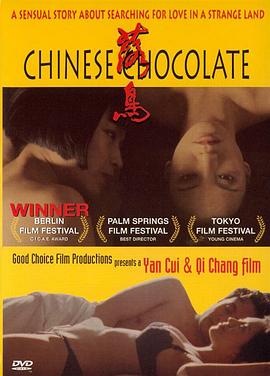 A SENSUAL STORY ABOUT SEARCHING FOR LOVE IN A STRANGE LAND
CHINESE CHOCOLATE
落鳥
WINNER
BERLIN
FILM FESTIVAL
C I C A E AWARD
PALM SPRINGS
FILM FESTIVAL
BEST DIRECTOR
TOKYO
FILM FESTIVAL
YOUNG CINEMA
Good Choice Film Productions presents a Yan Cui & Qi Chang film
DVD